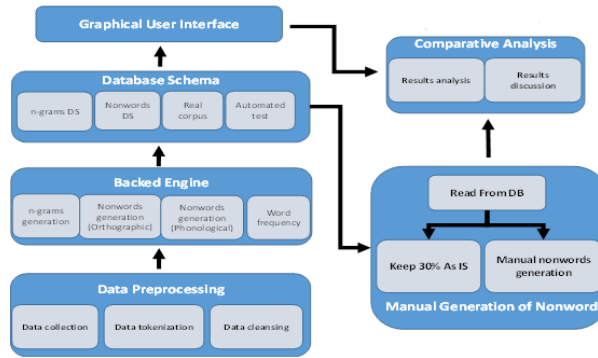 Graphical User Interface
Database Schema
n-grams DS
Nonwords
DS
Real
corpus
Automated
test
Backed Engine
n-grams
generation
Nonwords
generation
(Orthographic)
Nonwords
generation
(Phonological)
Word
frequency
Data Preprocessing
Data collection
Data tokenization
Data cleansing
Comparative Analysis
Results analysis
Results
discussion
Read From DB
Keep 30% As IS
Manual nonwords
generation
Manual Generation of Nonword